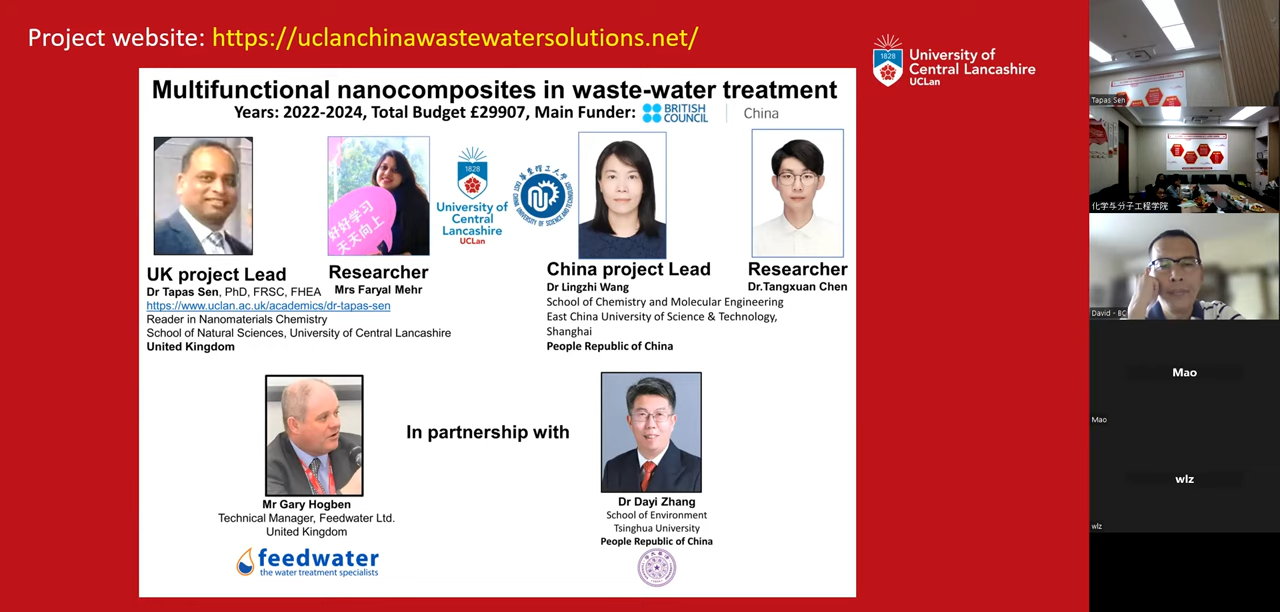 Project website: https://uclanchinawastewatersolutions.net/
1828
University of
Central Lancashire
UCLan
Multifunctional nanocomposites in waste-water treatment
Years: 2022-2024, Total Budget £29907, Main Funder:
BRITISH
COUNCIL
China
好好学习
天天向上
1828
University of
Central
Lancashire
UCLan
UK project Lead
Dr Tapas Sen, PhD, FRSC, FHEA
https://www.uclan.ac.uk/academics/dr-tapas-sen
Reader in Nanomaterials Chemistry
School of Natural Sciences, University of Central Lancashire
United Kingdom
Researcher
Mrs Faryal Mehr
China project Lead
Dr Lingzhi Wang
School of Chemistry and Molecular Engineering
East China University of Science & Technology,
Shanghai
People Republic of China
Researcher
Dr.Tangxuan Chen
In partnership with
Mr Gary Hogben
Technical Manager, Feedwater Ltd.
United Kingdom
feedwater
the water treatment specialists
Dr Dayi Zhang
School of Environment
Tsinghua University
People Republic of China
Tapas Sen
化学与分子工程学院
David - BC
Mao
Mao
wlz
wlz